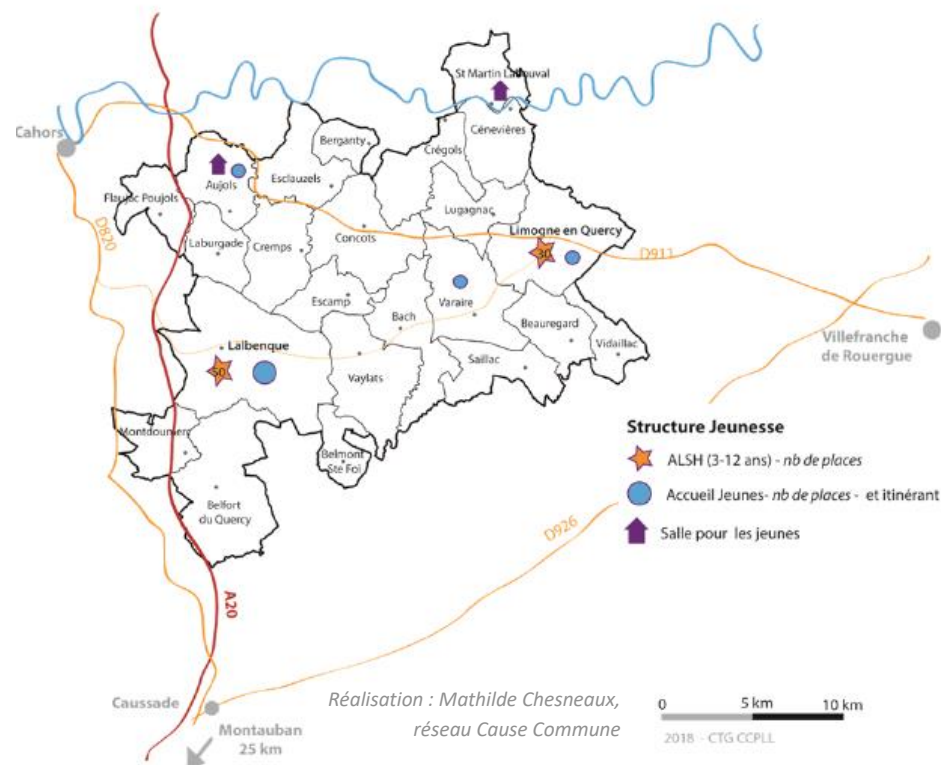 St Martin Labouval
Cahors
Cénevières
Berganty
Crégols
Aujols
Esclauzels
Flaujac Poujols
Lugagnac
D820
Limogne en Quercy
Laburgade
Cremps
Concots
D911
30
Escamp
Varaire
Bach
Beauregard
Villefranche
de Rouergue
Vidaillac
Lalbenque
Saillac
50
Vaylats
Structure Jeunesse
Montdoumerc
ALSH (3-12 ans) - nb de places
Belmont
Ste Foi
Accueil Jeunes- nb de places - et itinérant
Belfort
du Quercy
Salle pour les jeunes
D926
A20
Caussade
Réalisation : Mathilde Chesneaux,
réseau Cause Commune
0 5 km 10 km
Montauban
25 km
2018 - CTG CCPLL